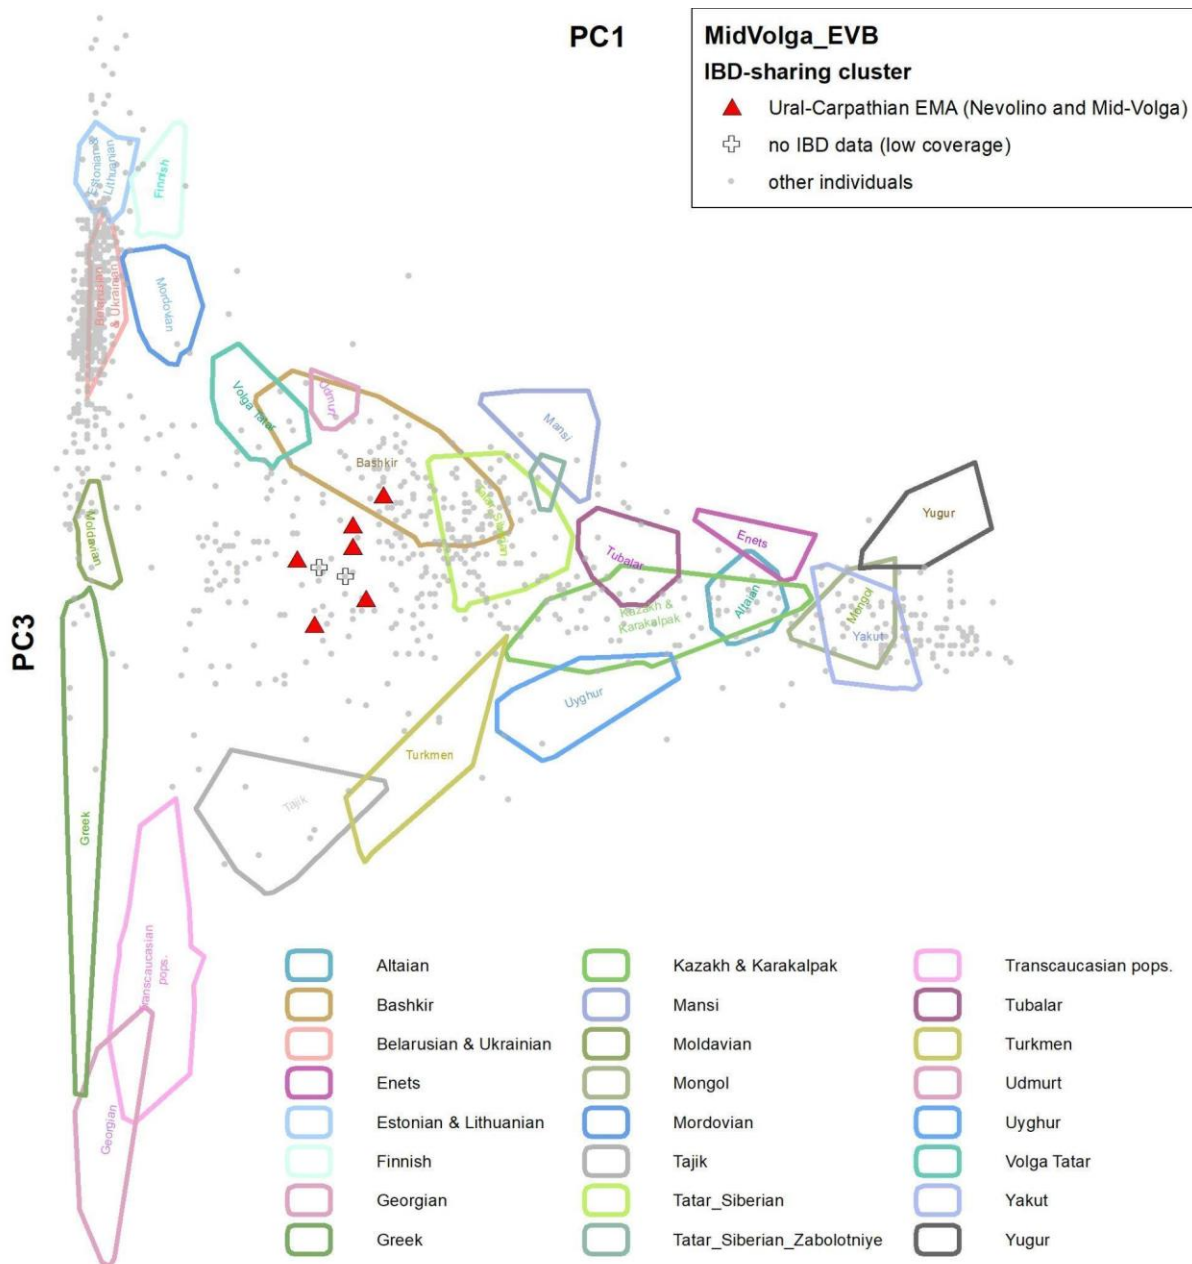 PC1
MidVolga_EVB
IBD-sharing cluster
Ural-Carpathian EMA (Nevolino and Mid-Volga)
no IBD data (low coverage)
other individuals
Estonian &
Lithuanian
Finnish
Belarusian
& Ukrainian
Mordovian
Volga Tatar
Udmurt
Bashkir
Mansi
Tatar_Siberian
Yugur
Moldavian
Enets
Tubalar
Altaian
Kazakh &
Karakalpak
Mongol
Yakut
PC3
Uyghur
Turkmen
Tajik
Greek
Transcaucasian
pops.
Georgian
Altaian
Bashkir
Belarusian & Ukrainian
Enets
Estonian & Lithuanian
Finnish
Georgian
Greek
Kazakh & Karakalpak
Mansi
Moldavian
Mongol
Mordovian
Tajik
Tatar_Siberian
Tatar_Siberian_Zabolotniye
Transcaucasian pops.
Tubalar
Turkmen
Udmurt
Uyghur
Volga Tatar
Yakut
Yugur